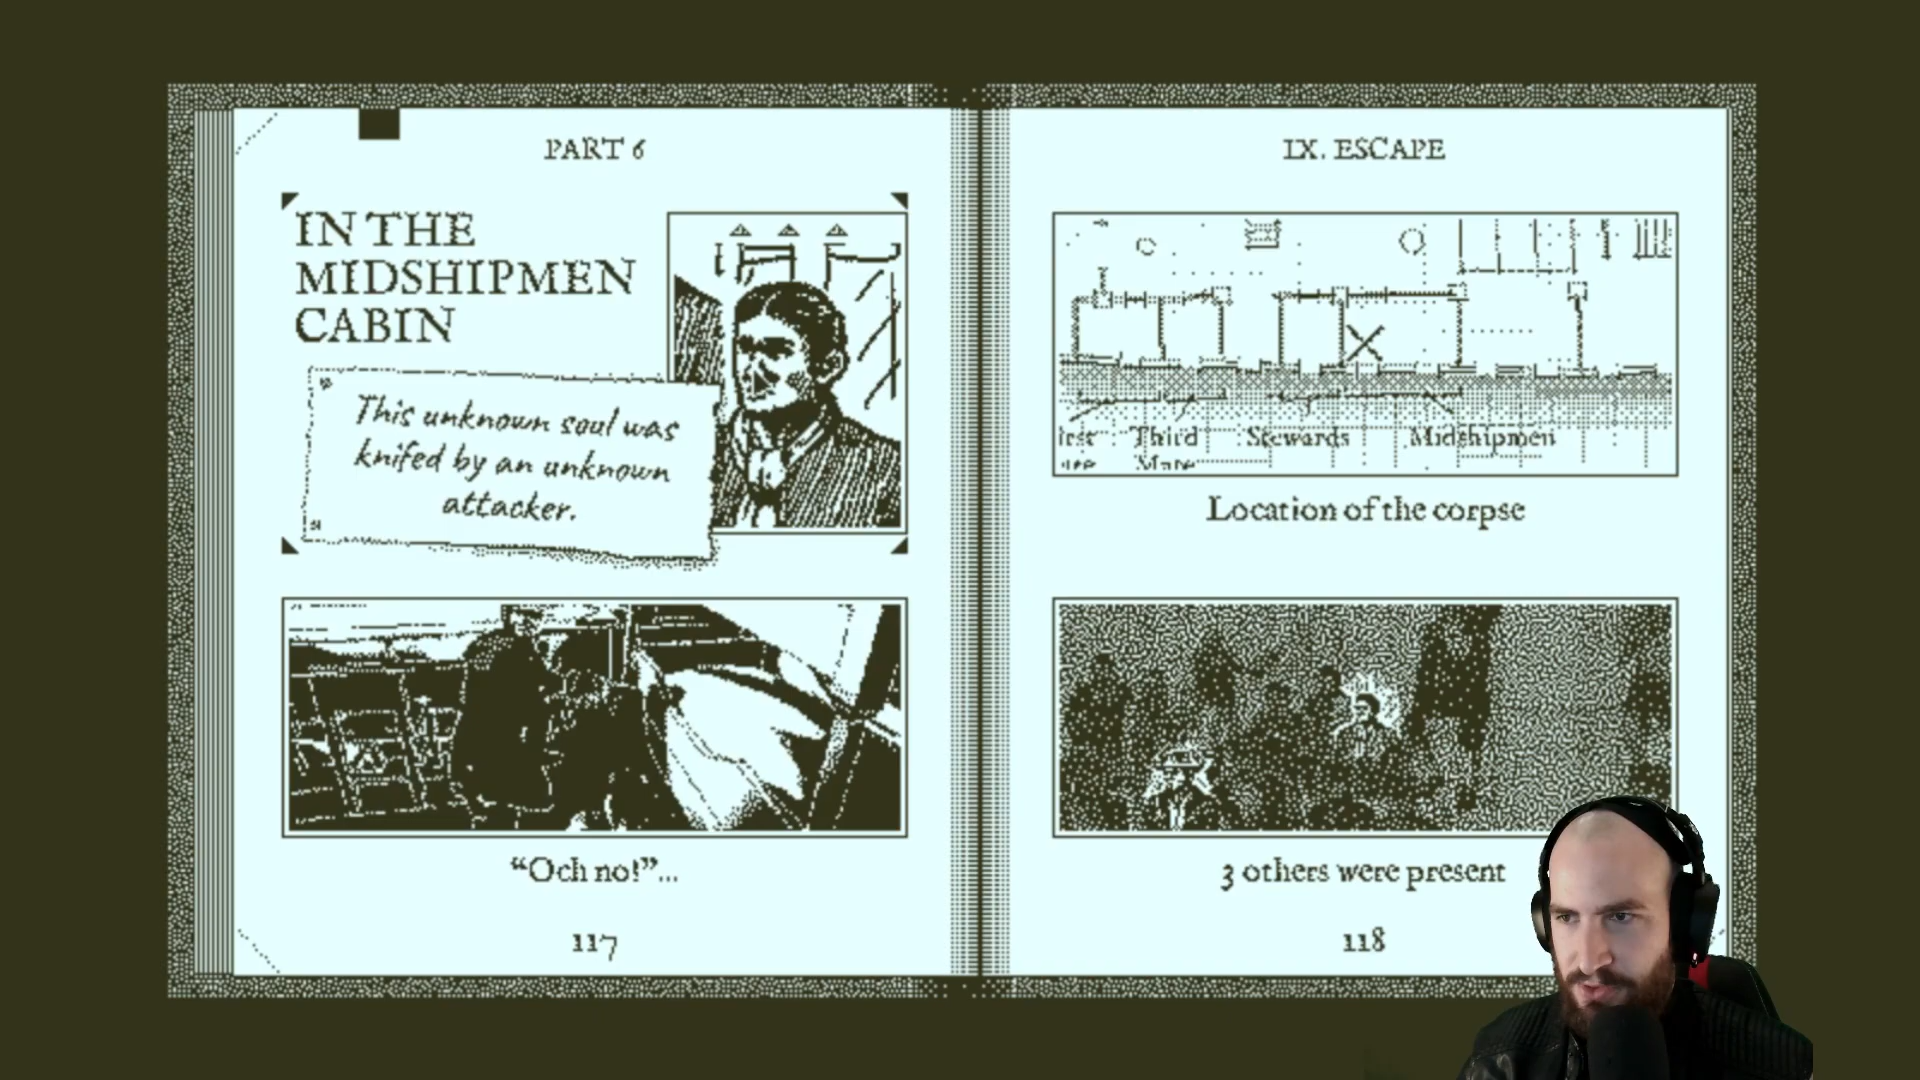 PART 6
IN THE
MIDSHIPMEN
CABIN
This unknown soul was
knifed by an unknown
attacker.
"Och no!"...
117
IX. ESCAPE
Third Stewards Midshipmen
Mate
Location of the corpse
3 others were present
118